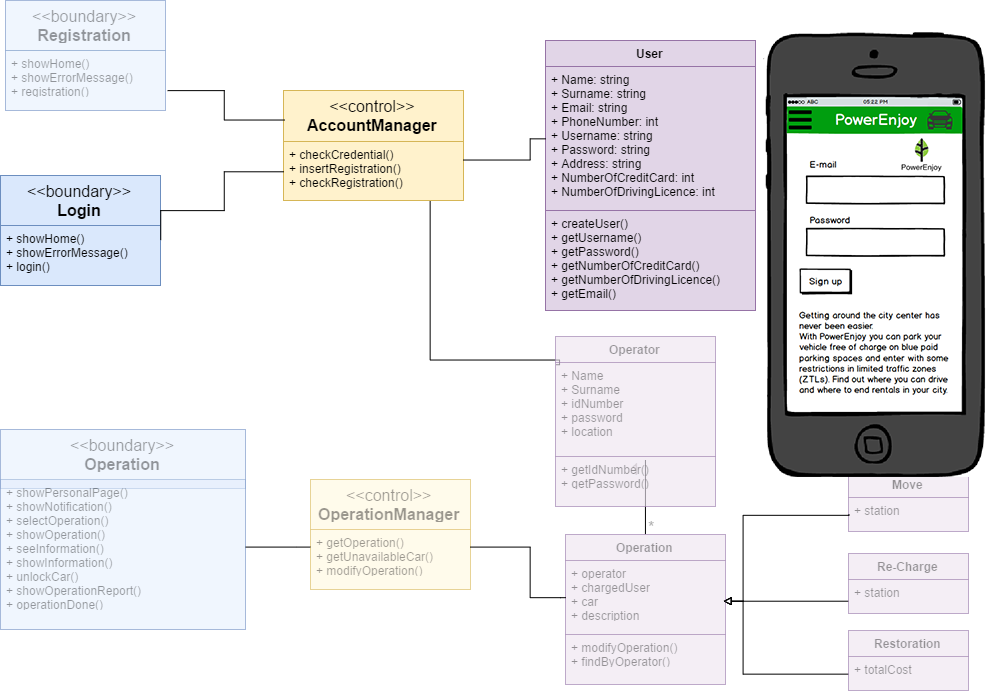 <<boundary>>
Registration
+ showHome()
+ showErrorMessage()
+ registration()
<<boundary>>
Login
+ showHome()
+ showErrorMessage()
+ login()
<<control>>
AccountManager
+ checkCredential()
+ insertRegistration()
+ checkRegistration()
User
+ Name: string
+ Surname: string
+ Email: string
+ PhoneNumber: int
+ Username: string
+ Password: string
+ Address: string
+ NumberOfCreditCard: int
+ NumberOfDrivingLicence: int
+ createUser()
+ getUsername()
+ getPassword()
+ getNumberOfCreditCard()
+ getNumberOfDrivingLicence()
+ getEmail()
ABC 05:22 PM
PowerEnjoy
PowerEnjoy
E-mail
Password
Sign up
Getting around the city center has
never been easier.
With PowerEnjoy you can park your
vehicle free of charge on blue paid
parking spaces and enter with some
restrictions in limited traffic zones
(ZTLs). Find out where you can drive
and where to end rentals in your city.
Operator
+ Name
+ Surname
+ idNumber
+ password
+ location
+ getIdNumber()
+ getPassword()
*
<<boundary>>
Operation
+ showPersonalPage()
+ showNotification()
+ selectOperation()
+ showOperation()
+ seeInformation()
+ showInformation()
+ unlockCar()
+ showOperationReport()
+ operationDone()
<<control>>
OperationManager
+ getOperation()
+ getUnavailableCar()
+ modifyOperation()
Operation
+ operator
+ chargedUser
+ car
+ description
+ modifyOperation()
+ findByOperator()
Move
+ station
Re-Charge
+ station
Restoration
+ totalCost